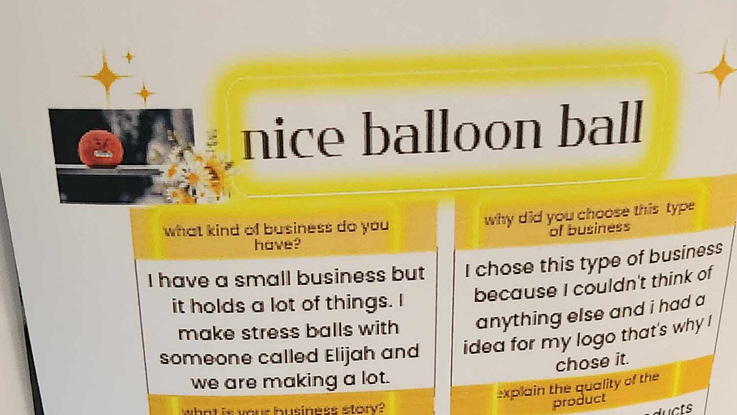 nice balloon ball
what kind of business do you
have?
I have a small business but
it holds a lot of things. I
make stress balls with
someone called Elijah and
we are making a lot.
what is your business story?
why did you choose this type
of business
I chose this type of business
because I couldn't think of
anything else and i had a
idea for my logo that's why I
chose it.
explain the quality of the
product